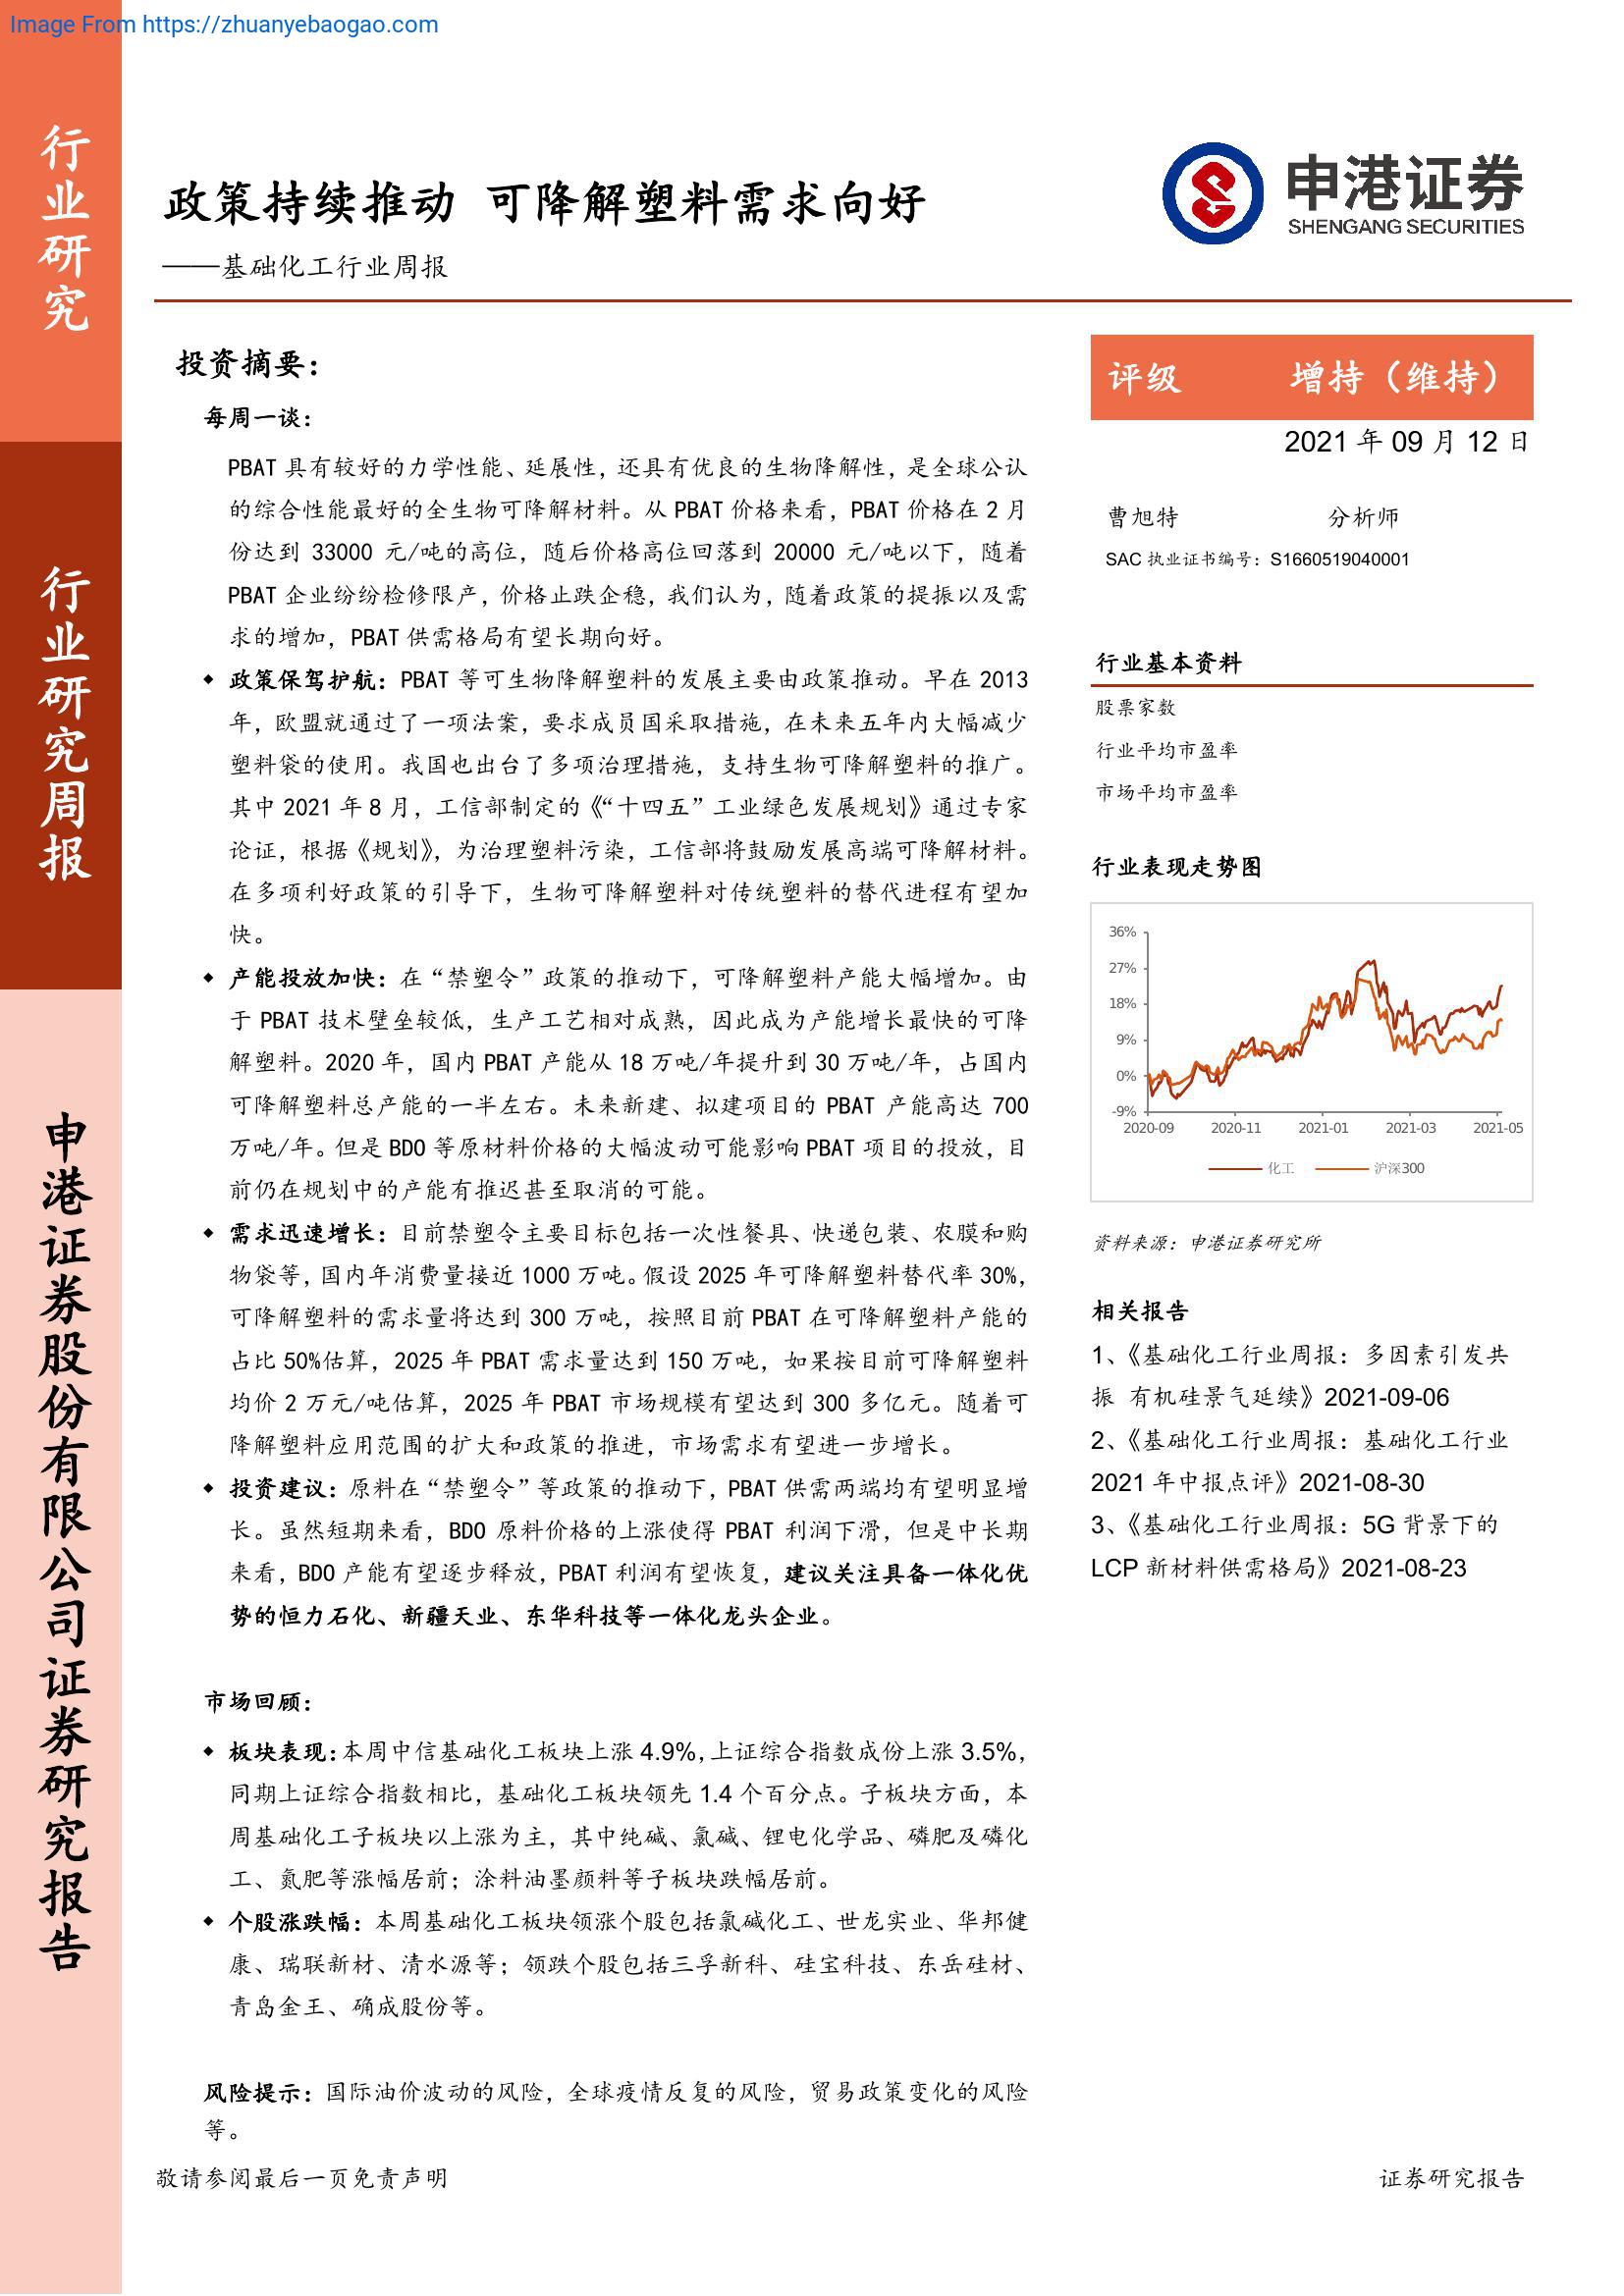 Image From https://zhuanyebaogao.com
行业研究
行业研究周报
申港证券股份有限公司证券研究报告
政策持续推动 可降解塑料需求向好
——基础化工行业周报
申港证券
SHENGANG SECURITIES
投资摘要：
每周一谈：
PBAT 具有较好的力学性能、延展性，还具有优良的生物降解性，是全球公认
的综合性能最好的全生物可降解材料。从 PBAT 价格来看，PBAT 价格在 2 月
份达到 33000 元/吨的高位，随后价格高位回落到 20000 元/吨以下，随着
PBAT 企业纷纷检修限产，价格止跌企稳，我们认为，随着政策的提振以及需
求的增加，PBAT 供需格局有望长期向好。
◆ 政策保驾护航：PBAT 等可生物降解塑料的发展主要由政策推动。早在 2013
年，欧盟就通过了一项法案，要求成员国采取措施，在未来五年内大幅减少
塑料袋的使用。我国也出台了多项治理措施，支持生物可降解塑料的推广。
其中 2021 年 8 月，工信部制定的《“十四五”工业绿色发展规划》通过专家
论证，根据《规划》，为治理塑料污染，工信部将鼓励发展高端可降解材料。
在多项利好政策的引导下，生物可降解塑料对传统塑料的替代进程有望加
快。
◆ 产能投放加快：在“禁塑令”政策的推动下，可降解塑料产能大幅增加。由
于 PBAT 技术壁垒较低，生产工艺相对成熟，因此成为产能增长最快的可降
解塑料。2020 年，国内 PBAT 产能从 18 万吨/年提升到 30 万吨/年，占国内
可降解塑料总产能的一半左右。未来新建、拟建项目的 PBAT 产能高达 700
万吨/年。但是 BDO 等原材料价格的大幅波动可能影响 PBAT 项目的投放，目
前仍在规划中的产能有推迟甚至取消的可能。
◆ 需求迅速增长：目前禁塑令主要目标包括一次性餐具、快递包装、农膜和购
物袋等，国内年消费量接近 1000 万吨。假设 2025 年可降解塑料替代率 30%，
可降解塑料的需求量将达到 300 万吨，按照目前 PBAT 在可降解塑料产能的
占比 50%估算，2025 年 PBAT 需求量达到 150 万吨，如果按目前可降解塑料
均价 2 万元/吨估算，2025 年 PBAT 市场规模有望达到 300 多亿元。随着可
降解塑料应用范围的扩大和政策的推进，市场需求有望进一步增长。
◆ 投资建议：原料在“禁塑令”等政策的推动下，PBAT 供需两端均有望明显增
长。虽然短期来看，BDO 原料价格的上涨使得 PBAT 利润下滑，但是中长期
来看，BDO 产能有望逐步释放，PBAT 利润有望恢复，建议关注具备一体化优
势的恒力石化、新疆天业、东华科技等一体化龙头企业。
市场回顾：
◆ 板块表现：本周中信基础化工板块上涨 4.9%，上证综合指数成份上涨 3.5%，
同期上证综合指数相比，基础化工板块领先 1.4 个百分点。子板块方面，本
周基础化工子板块以上涨为主，其中纯碱、氯碱、锂电化学品、磷肥及磷化
工、氮肥等涨幅居前；涂料油墨颜料等子板块跌幅居前。
◆ 个股涨跌幅：本周基础化工板块领涨个股包括氯碱化工、世龙实业、华邦健
康、瑞联新材、清水源等；领跌个股包括三孚新科、硅宝科技、东岳硅材、
青岛金王、确成股份等。
风险提示：国际油价波动的风险，全球疫情反复的风险，贸易政策变化的风险
等。
评级 增持（维持）
2021 年 09 月 12 日
曹旭特 分析师
SAC 执业证书编号：S1660519040001
行业基本资料
股票家数
行业平均市盈率
市场平均市盈率
行业表现走势图
36%
27%
18%
9%
0%
-9%
2020-09 2020-11 2021-01 2021-03 2021-05
化工 沪深300
资料来源：申港证券研究所
相关报告
1、《基础化工行业周报：多因素引发共
振 有机硅景气延续》2021-09-06
2、《基础化工行业周报：基础化工行业
2021 年中报点评》2021-08-30
3、《基础化工行业周报：5G 背景下的
LCP 新材料供需格局》2021-08-23
敬请参阅最后一页免责声明 证券研究报告